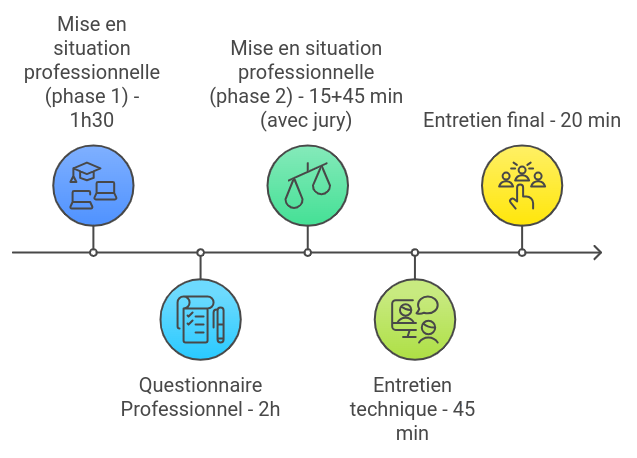 Mise en
situation
professionnelle
(phase 1) -
1h30
Questionnaire
Professionnel - 2h
Mise en situation
professionnelle
(phase 2) - 15+45 min
(avec jury)
Entretien
technique - 45
min
Entretien final - 20 min